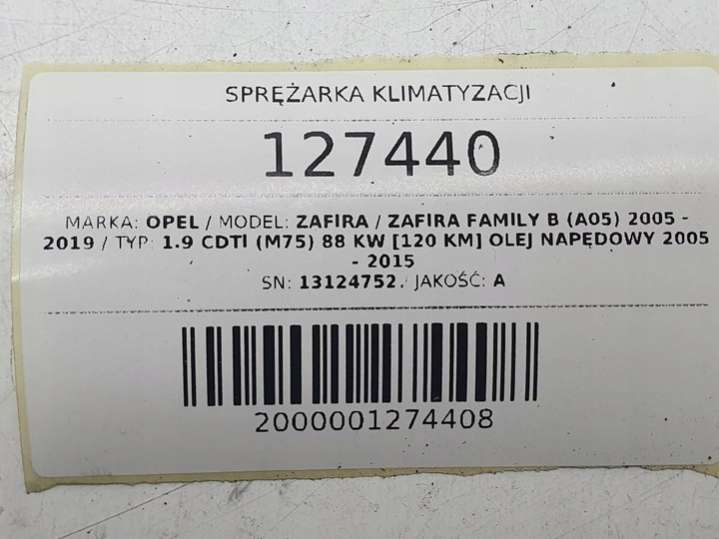 SPRĘŻARKA KLIMATYZACJI
127440
MARKA: OPEL / MODEL: ZAFIRA / ZAFIRA FAMILY B (A05) 2005 -
2019 / TYP: 1.9 CDTI (M75) 88 KW [120 KM] OLEJ NAPĘDOWY 2005
- 2015
SN: 13124752. JAKOŚĆ: A
2000001274408